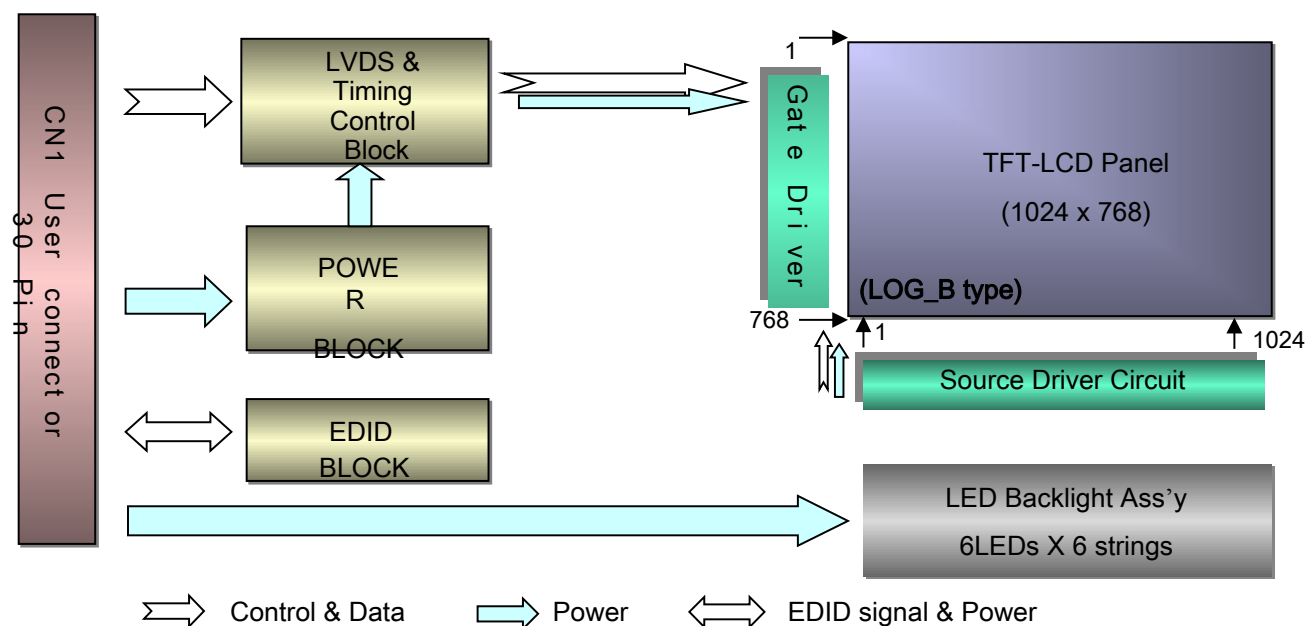 CN1 User connect or
30 Pin
LVDS &
Timing
Control
Block
POWE
R
BLOCK
EDID
BLOCK
1
Gat e Dri ver
768
TFT-LCD Panel
(1024 x 768)
(LOG_B type)
1
1024
Source Driver Circuit
LED Backlight Ass’y
6LEDs X 6 strings
Control & Data
Power
EDID signal & Power